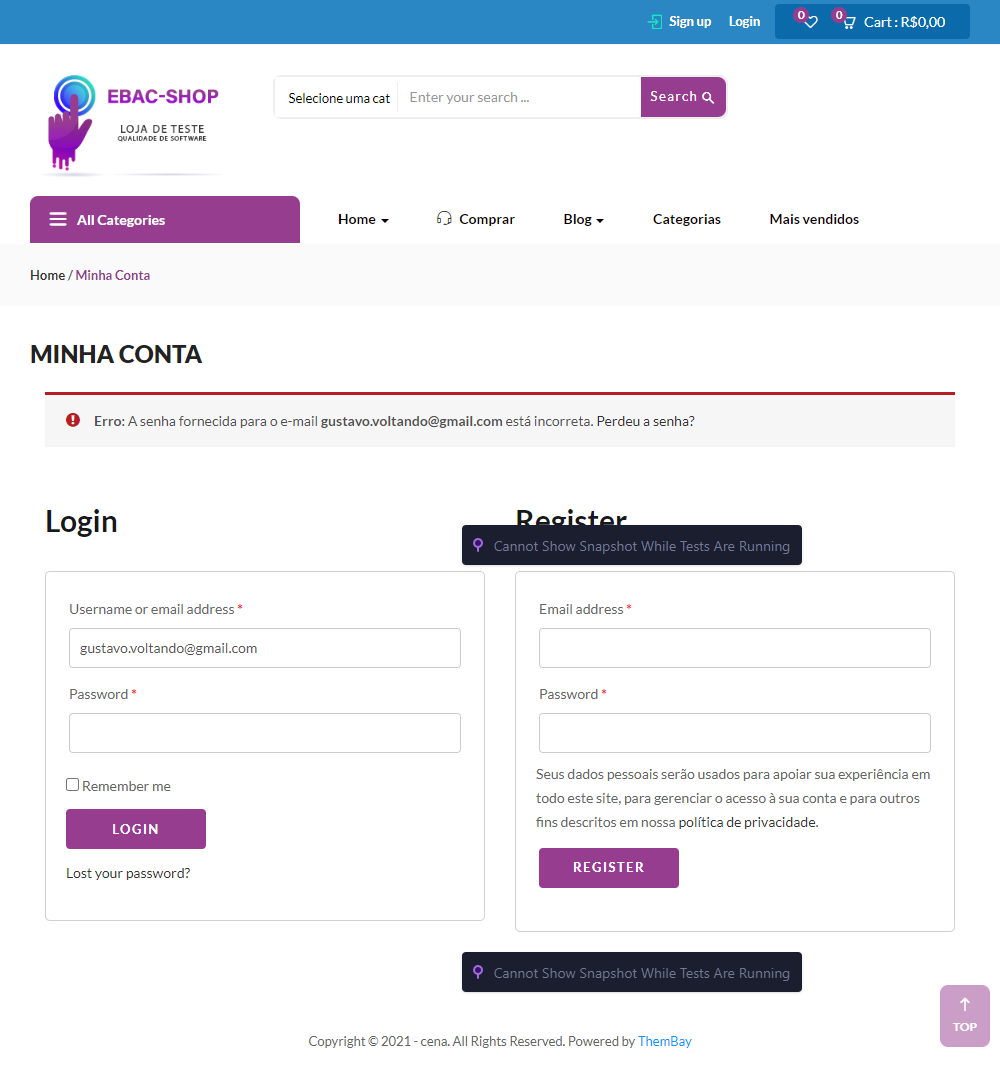 Sign up Login 0 0 Cart : R$0,00
EBAC-SHOP
LOJA DE TESTE
QUALIDADE DE SOFTWARE
Selecione uma cat Enter your search ... Search
All Categories Home Comprar Blog Categorias Mais vendidos
Home / Minha Conta
MINHA CONTA
Erro: A senha fornecida para o e-mail gustavo.voltando@gmail.com está incorreta. Perdeu a senha?
Login
Register
Cannot Show Snapshot While Tests Are Running
Username or email address *
gustavo.voltando@gmail.com
Password *
Remember me
LOGIN
Lost your password?
Email address *
Password *
Seus dados pessoais serão usados para apoiar sua experiência em
todo este site, para gerenciar o acesso à sua conta e para outros
fins descritos em nossa política de privacidade.
REGISTER
Cannot Show Snapshot While Tests Are Running
TOP
Copyright © 2021 - cena. All Rights Reserved. Powered by ThemBay